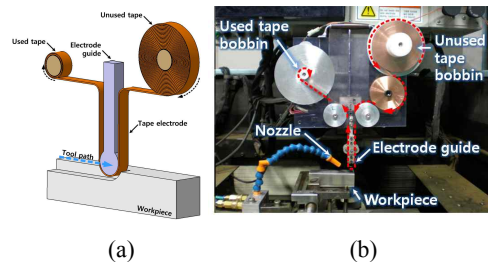 Used tape
Electrode
guide
Unused tape
Tape electrode
Tool path
Workpiece
(a)
Used tape
bobbin
Unused
tape
bobbin
Nozzle
Electrode guide
Workpiece
(b)